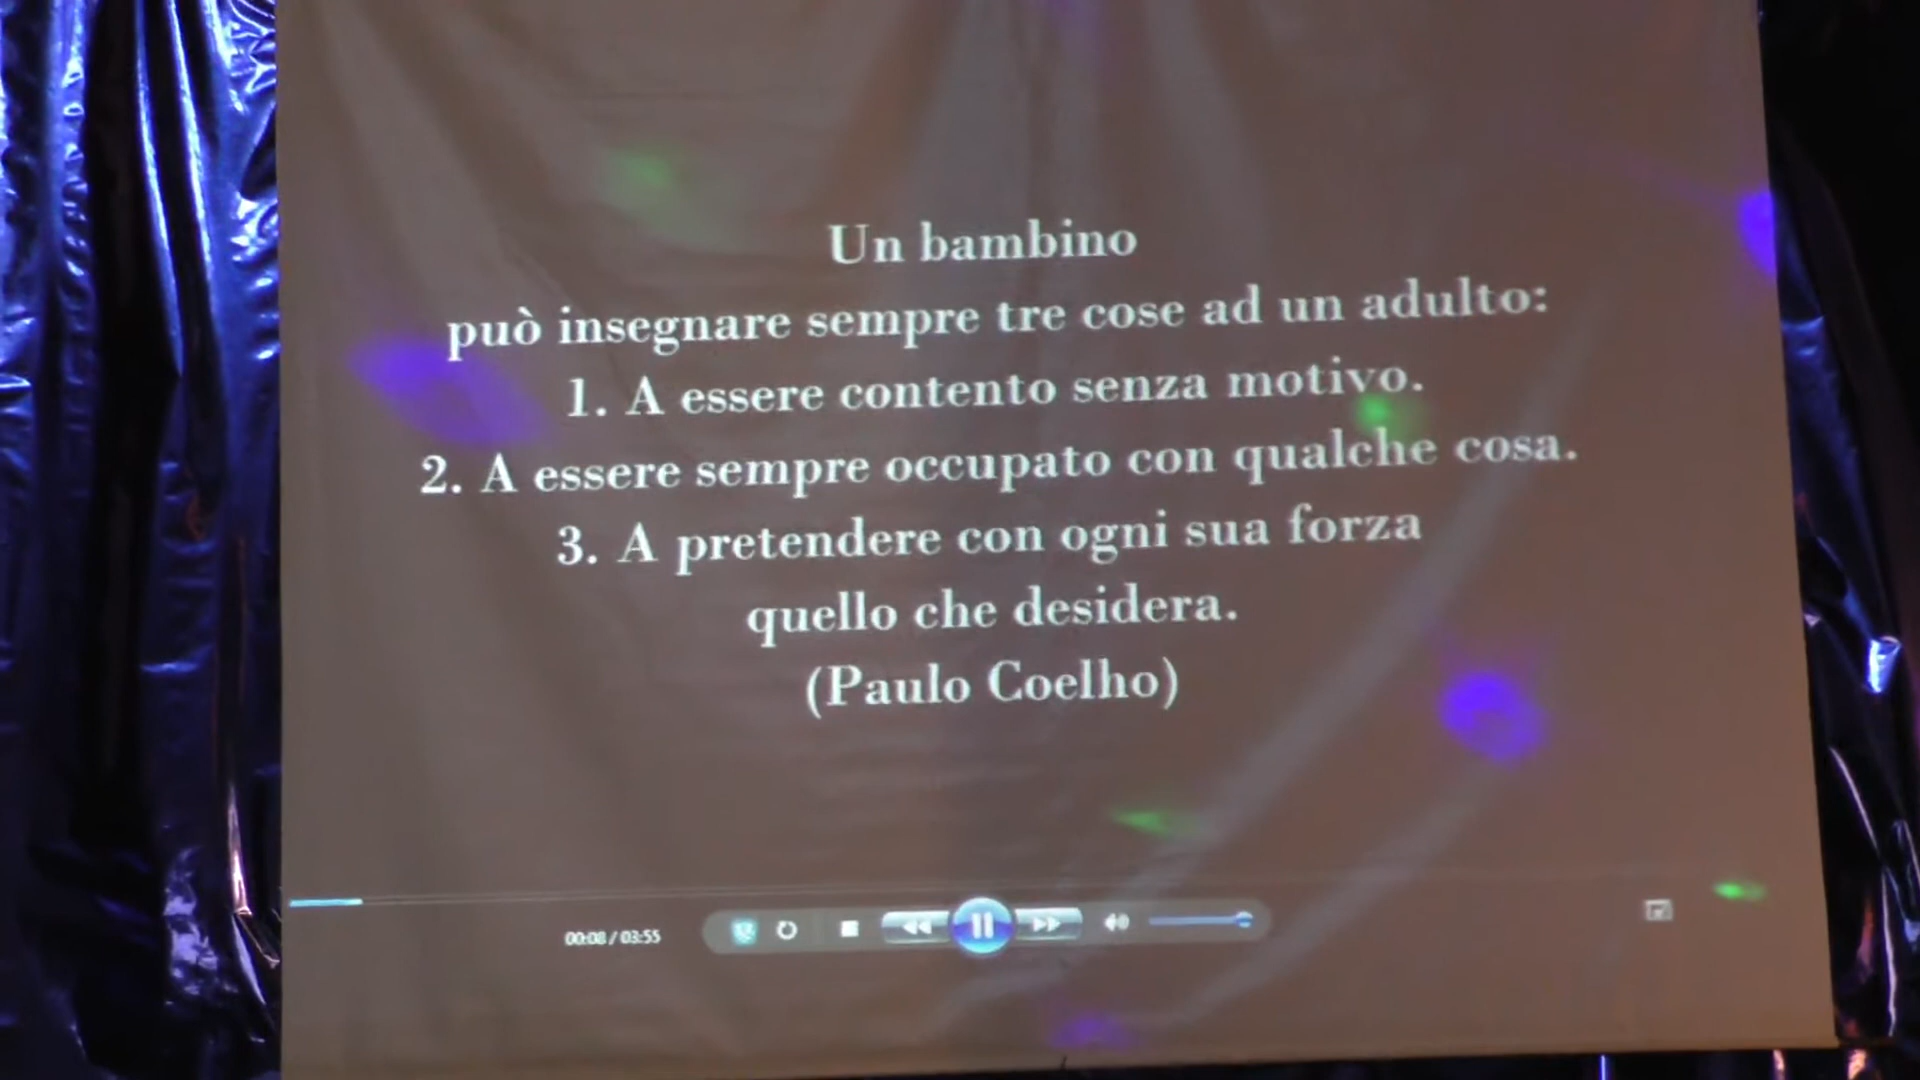 Un bambino
può insegnare sempre tre cose ad un adulto:
1. A essere contento senza motivo.
2. A essere sempre occupato con qualche cosa.
3. A pretendere con ogni sua forza
quello che desidera.
(Paulo Coelho)
00:08 / 03:55